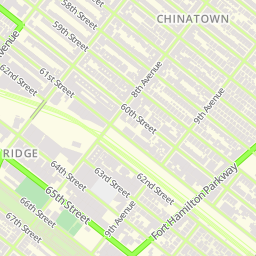 58th Street
CHINATOWN
59th Street
Avenue
62nd Street
61st Street
8th Avenue
60th Street
9th Avenue
RIDGE
64th Street
63rd Street
62nd Street
65th Street
Fort Hamilton Parkway
66th Street
9th Avenue
67th Street